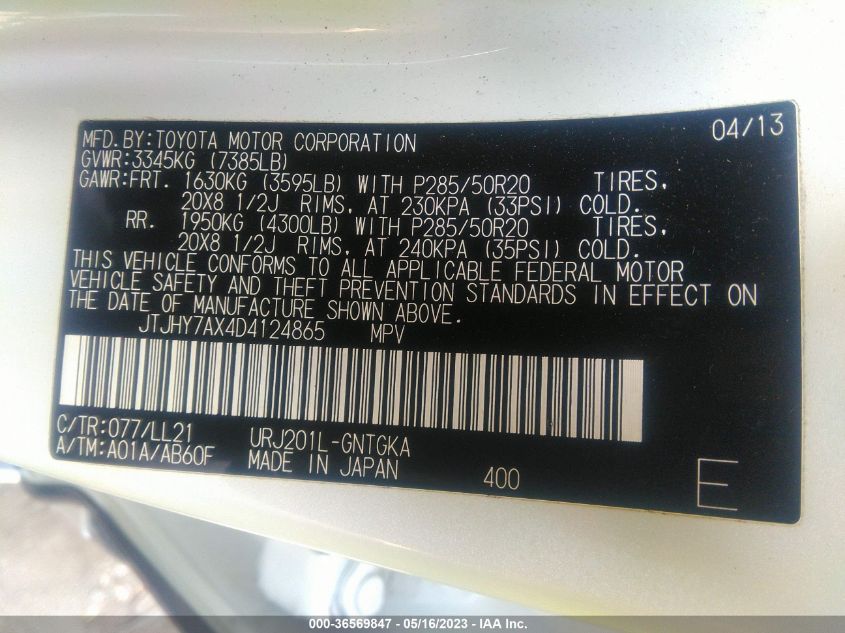 04/13
MFD.BY:TOYOTA MOTOR CORPORATION
GVWR:3345KG (7385LB)
GAWR:FRT. 1630KG (3595LB) WITH P285/50R20 TIRES,
20X8 1/2J RIMS, AT 230KPA (33PSI) COLD.
RR. 1950KG (4300LB) WITH P285/50R20 TIRES,
20X8 1/2J RIMS, AT 240KPA (35PSI) COLD.
THIS VEHICLE CONFORMS TO ALL APPLICABLE FEDERAL MOTOR
VEHICLE SAFETY AND THEFT PREVENTION STANDARDS IN EFFECT ON
THE DATE OF MANUFACTURE SHOWN ABOVE.
JTJHY7AX4D4124865 MPV
C/TR:077/LL21 URJ201L-GNTGKA
A/TM:A01A/AB60F MADE IN JAPAN 400 E
000-36569847 - 05/16/2023 - IAA Inc.